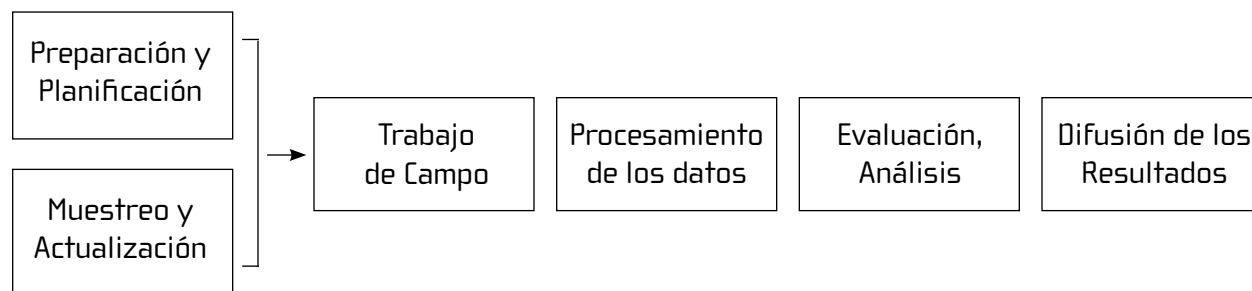 Preparación y
Planificación
Muestreo y
Actualización
Trabajo
de Campo
Procesamiento
de los datos
Evaluación,
Análisis
Difusión de los
Resultados